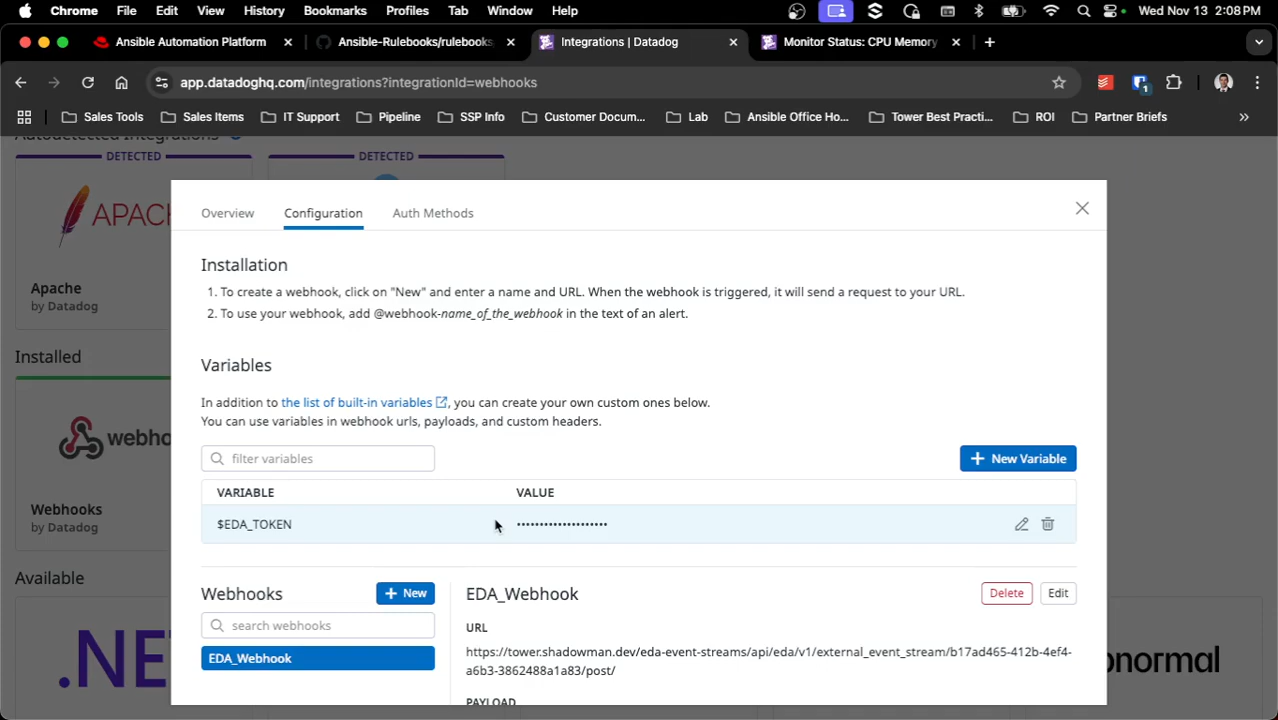 Chrome File Edit View History Bookmarks Profiles Tab Window Help Wed Nov 13 2:08 PM
Ansible Automation Platform
Ansible-Rulebooks/rulebooks
Integrations | Datadog
Monitor Status: CPU Memory
app.datadoghq.com/integrations?integrationId=webhooks
Sales Tools Sales Items IT Support Pipeline SSP Info Customer Docum... Lab Ansible Office Ho... Tower Best Practi... ROI Partner Briefs
Autodetected Integrations
DETECTED DETECTED
APACH
Apache
by Datadog
Installed
webho
Webhooks
by Datadog
Available
.NE
onormal
Overview Configuration Auth Methods
Installation
1. To create a webhook, click on "New" and enter a name and URL. When the webhook is triggered, it will send a request to your URL.
2. To use your webhook, add @webhook-name_of_the_webhook in the text of an alert.
Variables
In addition to the list of built-in variables, you can create your own custom ones below.
You can use variables in webhook urls, payloads, and custom headers.
filter variables
+ New Variable
VARIABLE VALUE
$EDA_TOKEN ••••••••••••••••••••
Webhooks
+ New
search webhooks
EDA_Webhook
EDA_Webhook
Delete Edit
URL
https://tower.shadowman.dev/eda-event-streams/api/eda/v1/external_event_stream/b17ad465-412b-4ef4-
a6b3-3862488a1a83/post/
PAYLOAD